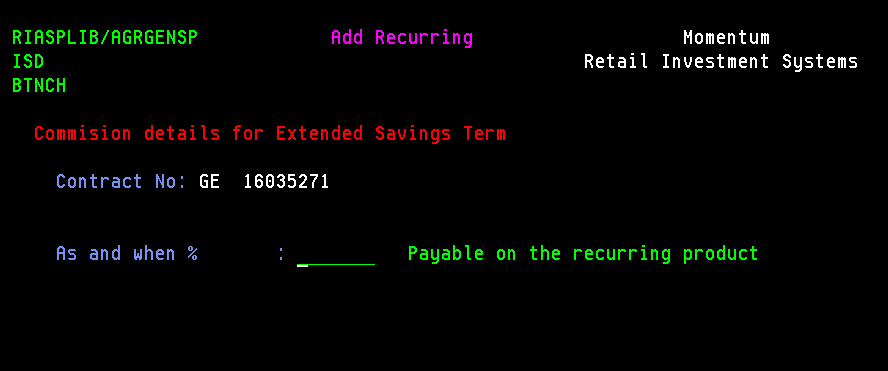 RIASPLIB/AGRGENSP Add Recurring Momentum
ISD Retail Investment Systems
BTNCH
Commision details for Extended Savings Term
Contract No: GE 16035271
As and when % : _______ Payable on the recurring product